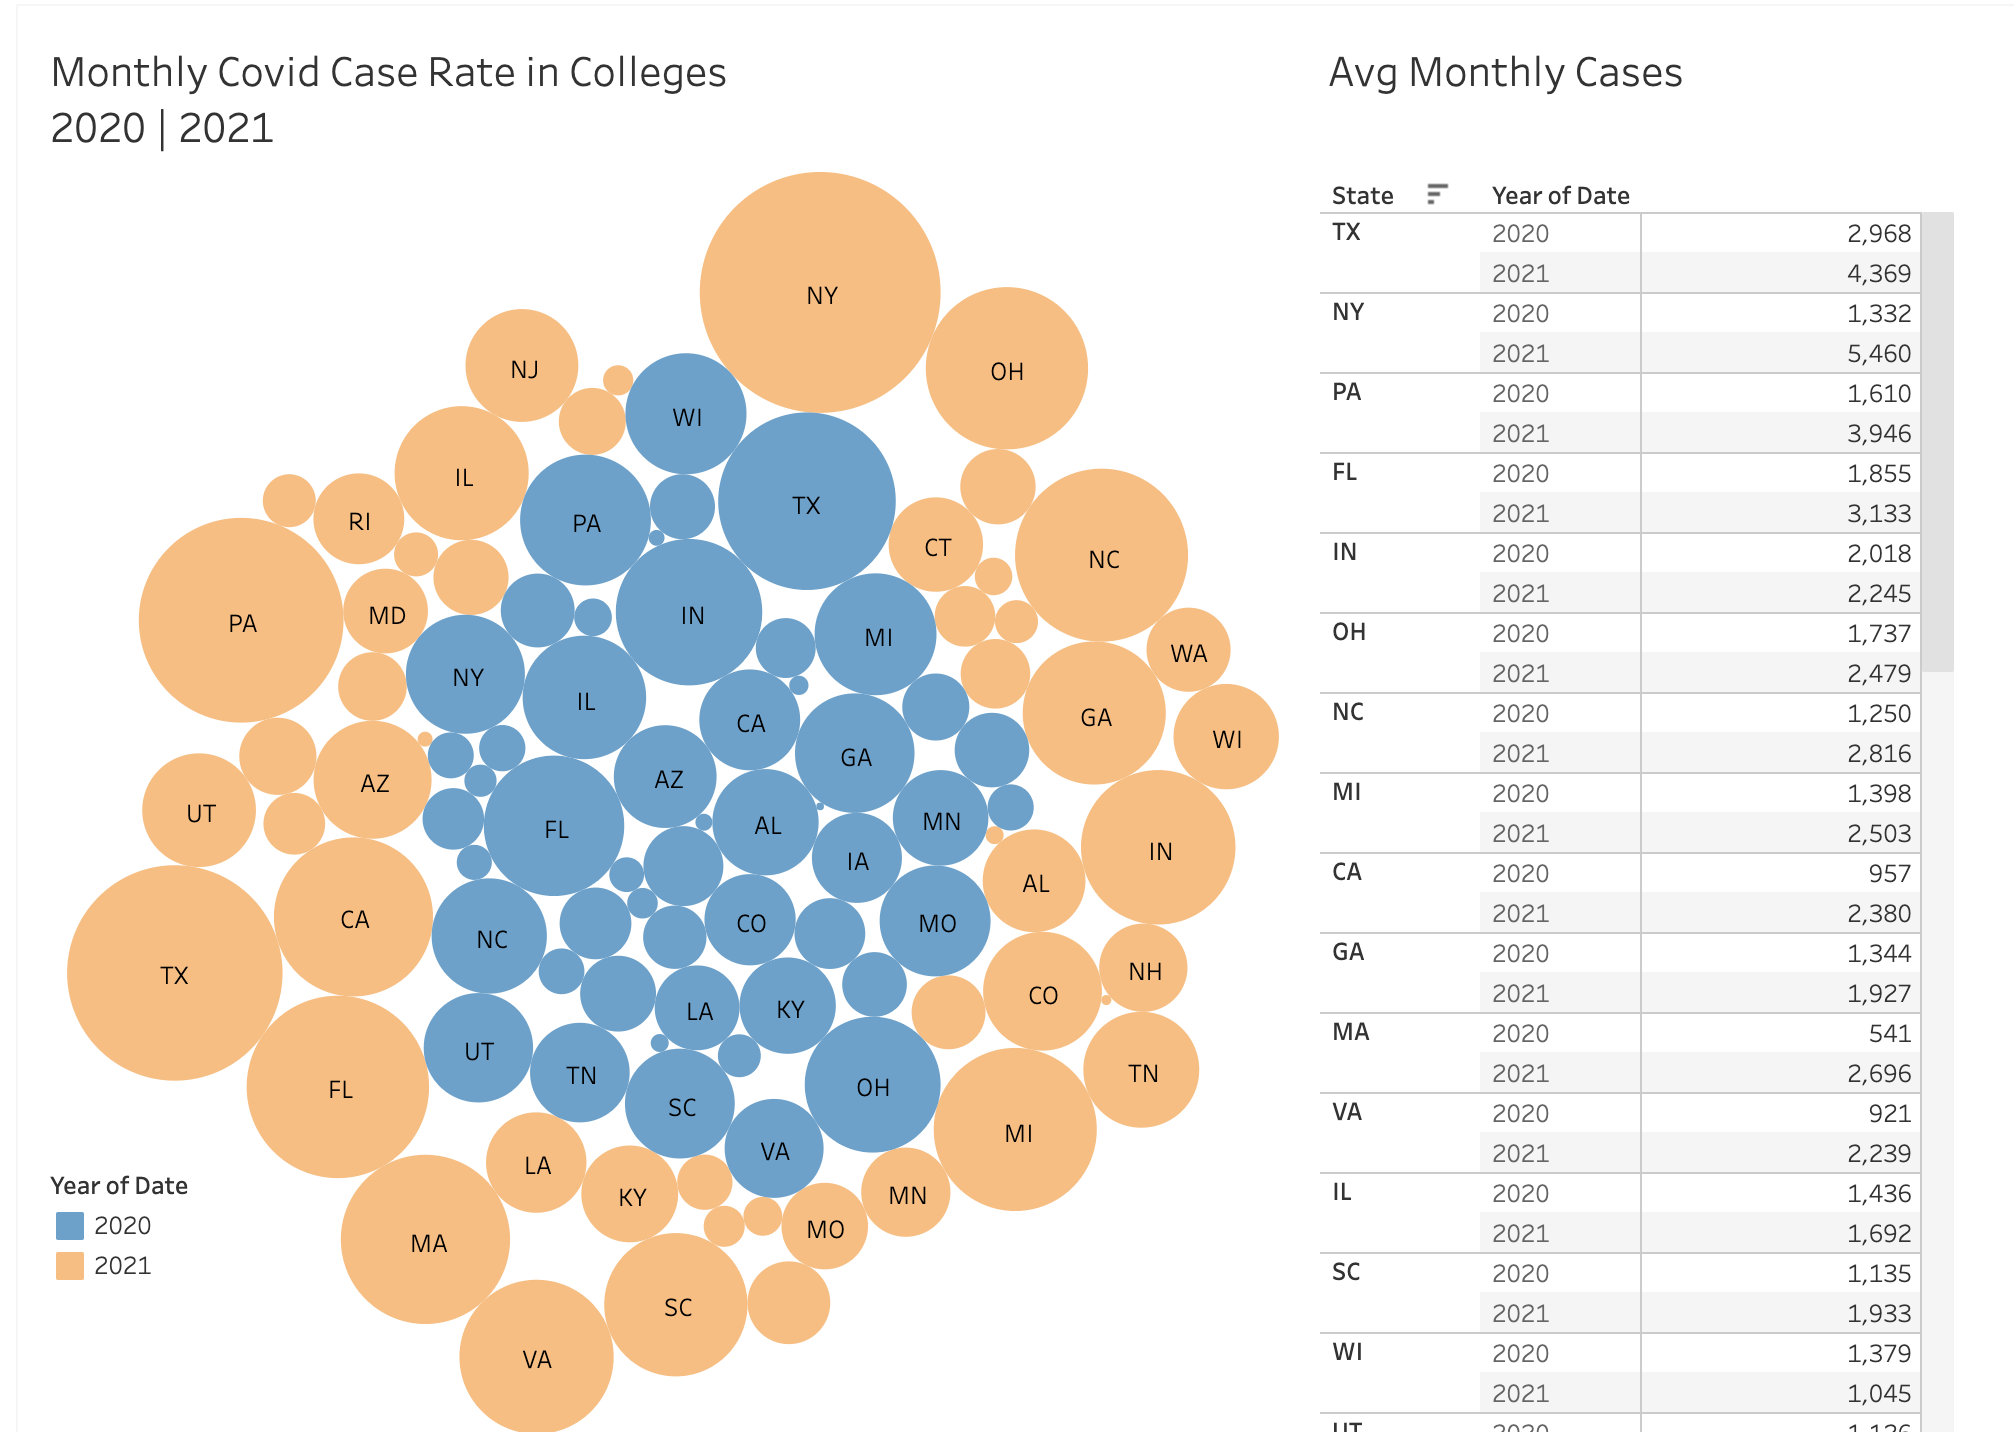 Monthly Covid Case Rate in Colleges
2020 | 2021
Avg Monthly Cases
State Year of Date
TX 2020 2,968
2021 4,369
NY 2020 1,332
2021 5,460
PA 2020 1,610
2021 3,946
FL 2020 1,855
2021 3,133
IN 2020 2,018
2021 2,245
OH 2020 1,737
2021 2,479
NC 2020 1,250
2021 2,816
MI 2020 1,398
2021 2,503
CA 2020 957
2021 2,380
GA 2020 1,344
2021 1,927
MA 2020 541
2021 2,696
VA 2020 921
2021 2,239
IL 2020 1,436
2021 1,692
SC 2020 1,135
2021 1,933
WI 2020 1,379
2021 1,045
UT 2020 1,126
NY
NJ
OH
WI
IL
TX
PA
RI
CT
NC
PA
MD
IN
MI
WA
NY
IL
CA
GA
WI
GA
AZ
AZ
UT
FL
AL
MN
IN
IA
AL
CA
NC
CO
MO
TX
NH
CO
LA
KY
UT
TN
OH
TN
FL
SC
MI
VA
LA
KY
MN
MO
MA
SC
VA
Year of Date
2020
2021